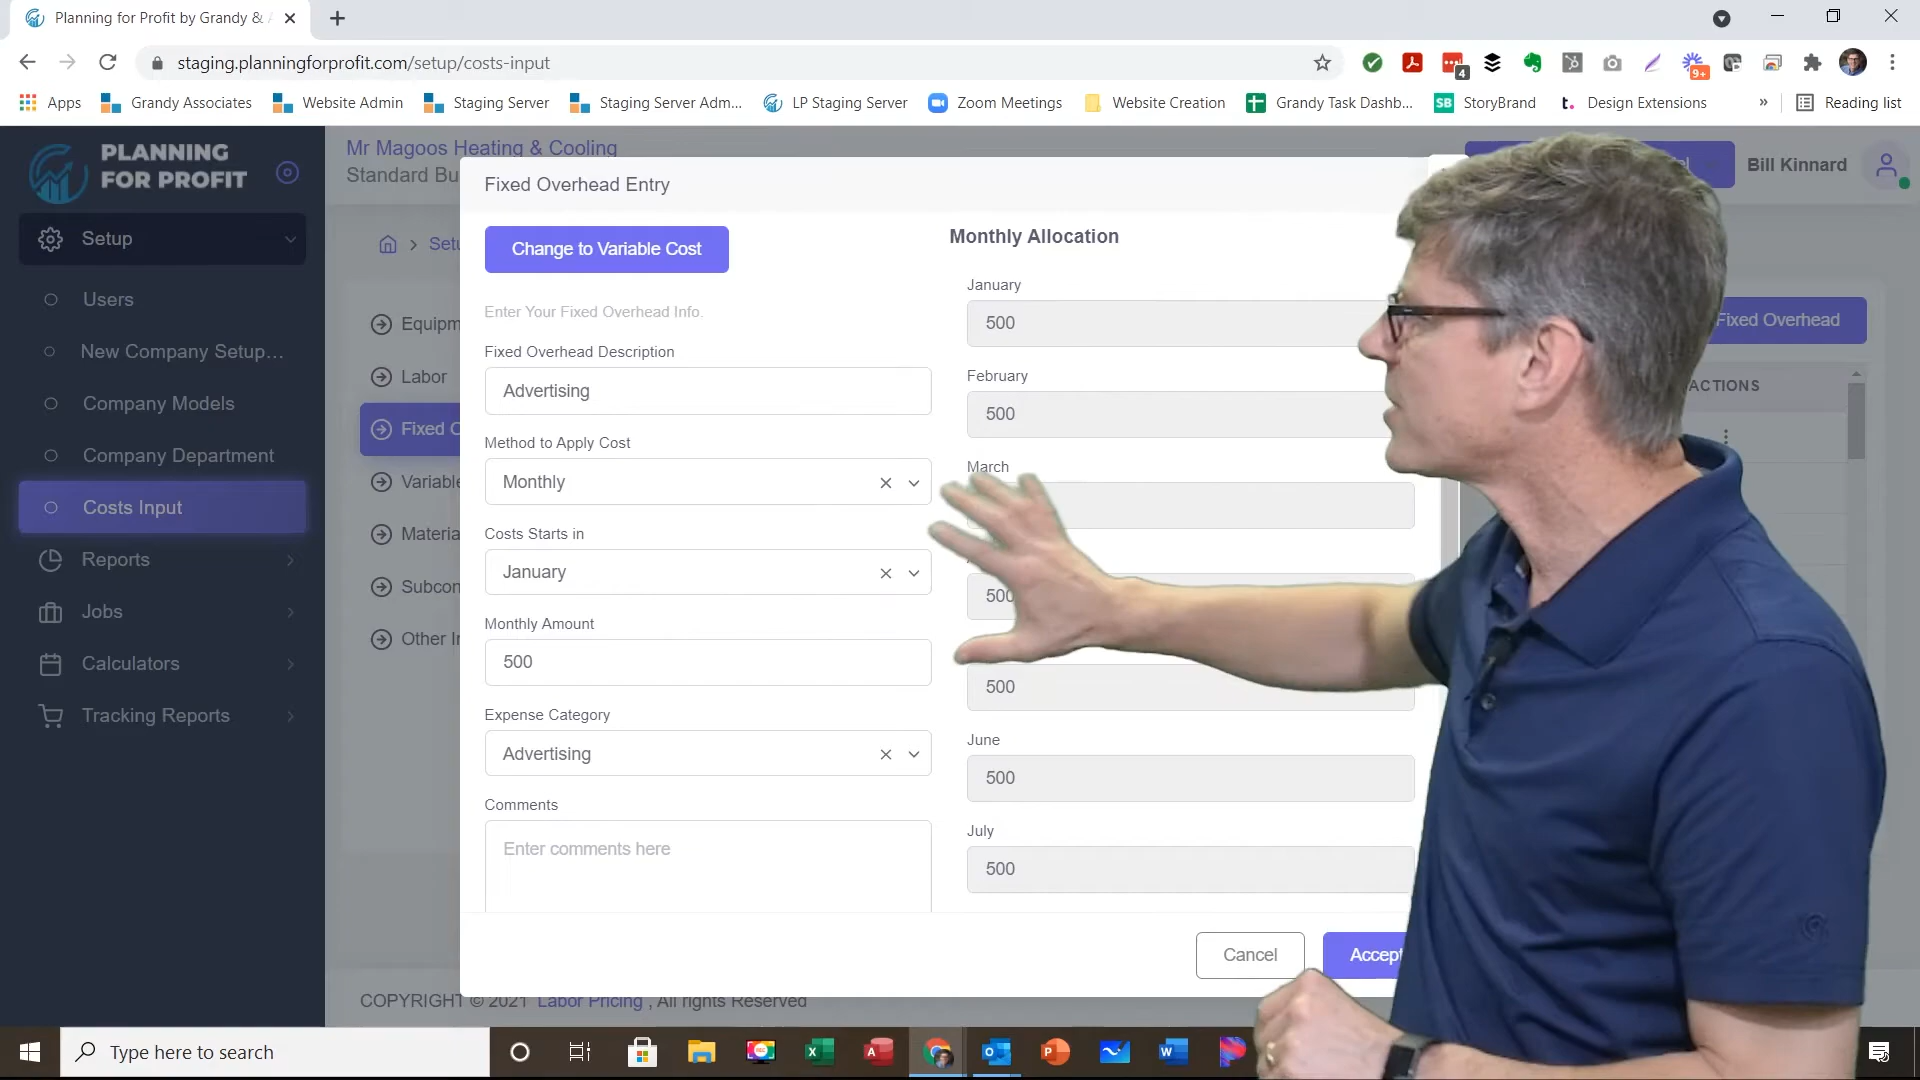 Planning for Profit by Grandy &
staging.planningforprofit.com/setup/costs-input
4
9+
Apps
Grandy Associates
Website Admin
Staging Server
Staging Server Adm...
LP Staging Server
Zoom Meetings
Website Creation
Grandy Task Dashb...
SB StoryBrand
t. Design Extensions
»
Reading list
PLANNING
FOR PROFIT
Setup
Users
New Company Setup...
Company Models
Company Department
Costs Input
Reports
Jobs
Calculators
Tracking Reports
Mr Magoos Heating & Cooling
Standard Bu
Bill Kinnard
Setu
Equipm
Labor
Fixed O
Variable
Materia
Subcon
Other In
Fixed Overhead
ACTIONS
Fixed Overhead Entry
Change to Variable Cost
Enter Your Fixed Overhead Info.
Fixed Overhead Description
Advertising
Method to Apply Cost
Monthly
Costs Starts in
January
Monthly Amount
500
Expense Category
Advertising
Comments
Enter comments here
Monthly Allocation
January
500
February
500
March
500
500
June
500
July
500
Cancel
Accept
COPYRIGHT © 2021 Labor Pricing , All rights Reserved
Type here to search